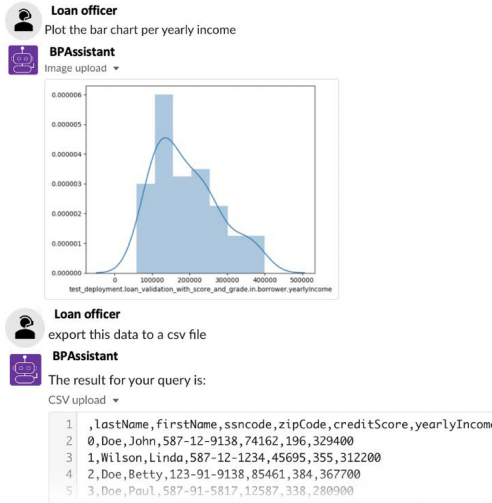 Loan officer
Plot the bar chart per yearly income
BPAssistant
Image upload
0.000006
0.000005
0.000004
0.000003
0.000002
0.000001
0.000000
0 100000 200000 300000 400000 500000
test_deployment.loan_validation_with_score_and_grade.in.borrower.yearlyIncome
Loan officer
export this data to a csv file
BPAssistant
The result for your query is:
CSV upload
1 ,lastName,firstName,ssncode,zipCode,creditScore,yearlyIncome
2 0,Doe,John,587-12-9138,74162,196,329400
3 1,Wilson,Linda,587-12-1234,45695,355,312200
4 2,Doe,Betty,123-91-9138,85461,384,367700
5 3,Doe,Paul,587-91-5817,12587,338,280900